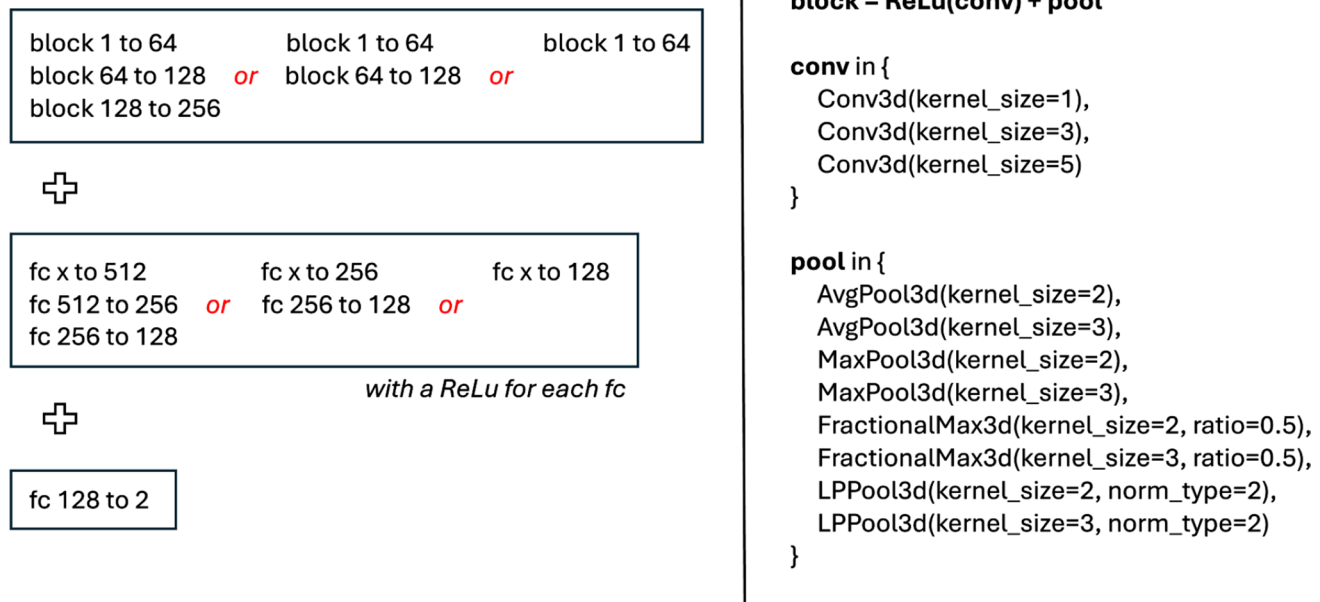 block 1 to 64 block 1 to 64 block 1 to 64
block 64 to 128 or block 64 to 128 or
block 128 to 256
fc x to 512 fc x to 256 fc x to 128
fc 512 to 256 or fc 256 to 128 or
fc 256 to 128
with a ReLu for each fc
fc 128 to 2
block = ReLu(conv) + pool
conv in {
Conv3d(kernel_size=1),
Conv3d(kernel_size=3),
Conv3d(kernel_size=5)
}
pool in {
AvgPool3d(kernel_size=2),
AvgPool3d(kernel_size=3),
MaxPool3d(kernel_size=2),
MaxPool3d(kernel_size=3),
FractionalMax3d(kernel_size=2, ratio=0.5),
FractionalMax3d(kernel_size=3, ratio=0.5),
LPPool3d(kernel_size=2, norm_type=2),
LPPool3d(kernel_size=3, norm_type=2)
}